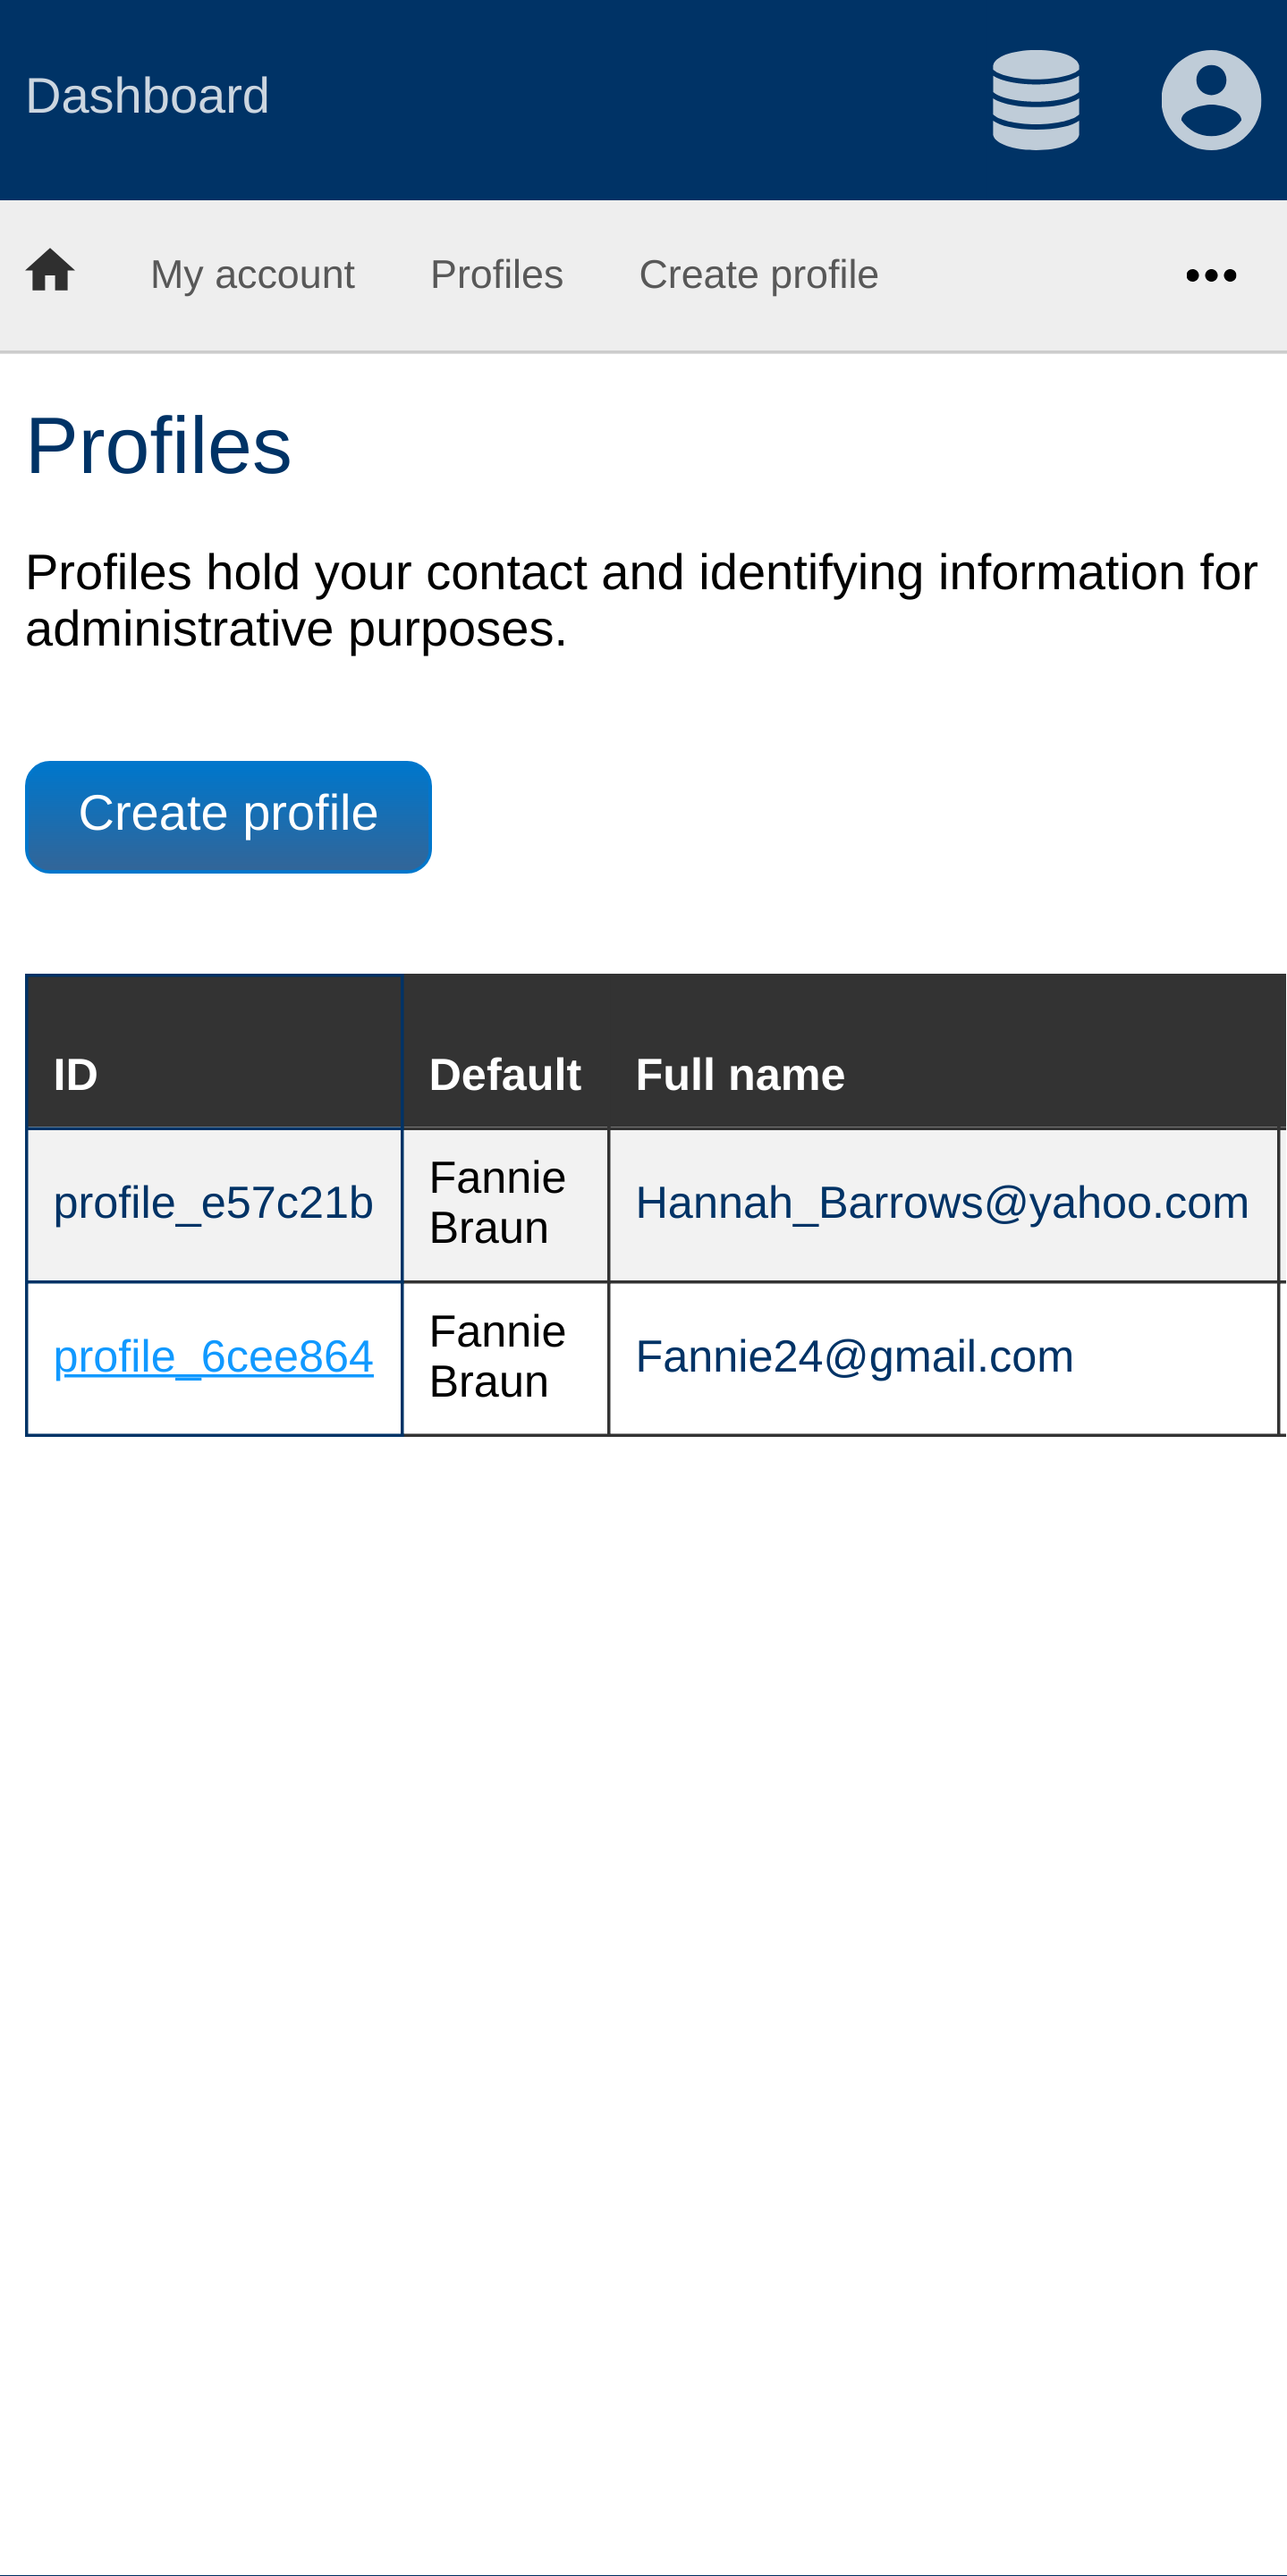 Dashboard
My account Profiles Create profile
Profiles
Profiles hold your contact and identifying information for
administrative purposes.
Create profile
ID Default Full name
profile_e57c21b Fannie Braun Hannah_Barrows@yahoo.com
profile_6cee864 Fannie Braun Fannie24@gmail.com